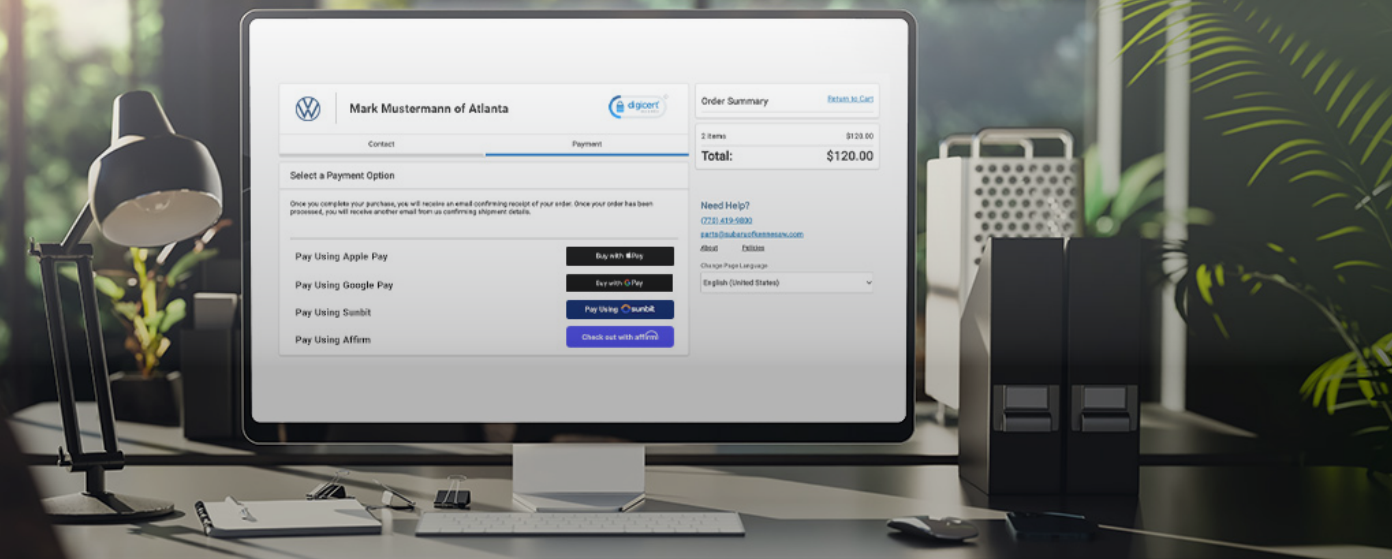 Mark Mustermann of Atlanta
digicert
Contact
Payment
Select a Payment Option
Once you complete your purchase, you will receive an email confirming receipt of your order. Once your order has been
processed, you will receive another email from us confirming shipment details.
Pay Using Apple Pay
Buy with Pay
Pay Using Google Pay
Buy with G Pay
Pay Using Sunbit
Pay Using sunbit
Pay Using Affirm
Check out with affirm
Order Summary
Return to Cart
2 items
$120.00
Total:
$120.00
Need Help?
parts@subaruofkennesaw.com
About
Policies
Change Page Language
English (United States)